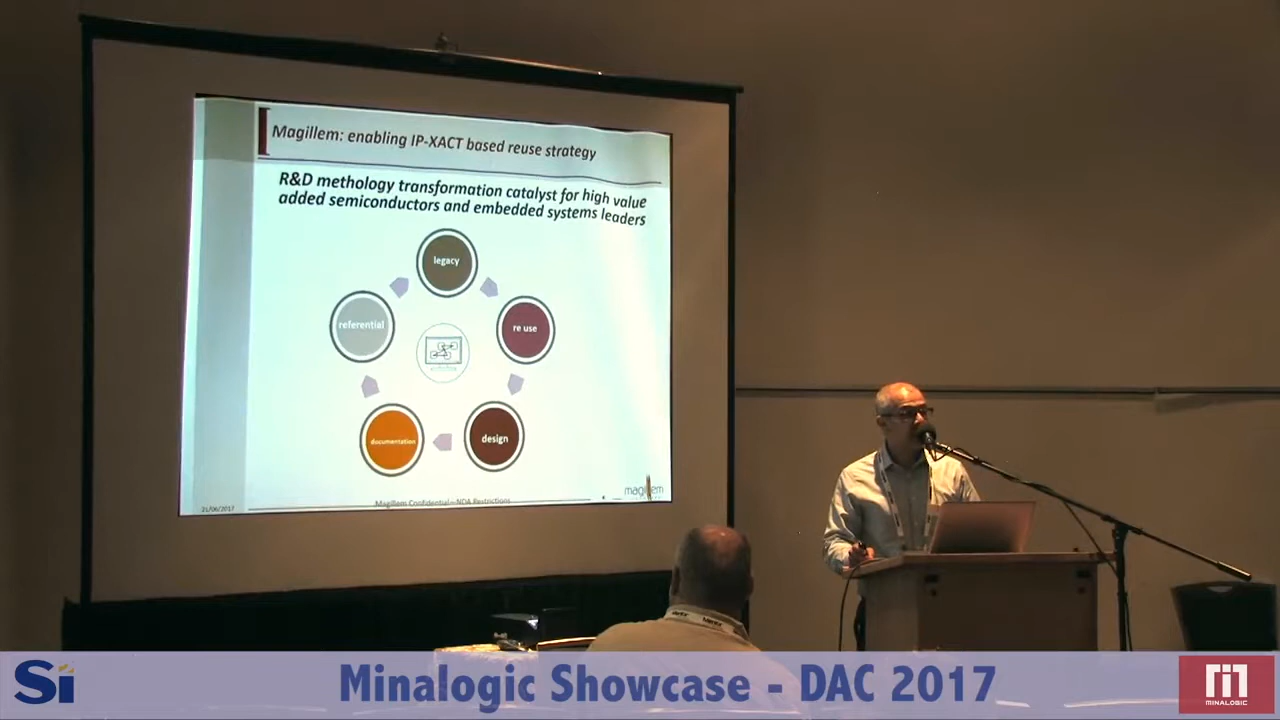 Magillem: enabling IP-XACT based reuse strategy
R&D methology transformation catalyst for high value
added semiconductors and embedded systems leaders
legacy
referential
re use
documentation
design
Magillem Confidential – NDA Restrictions
magillem
21/06/2017
Si
Minalogic Showcase - DAC 2017
MINALOGIC